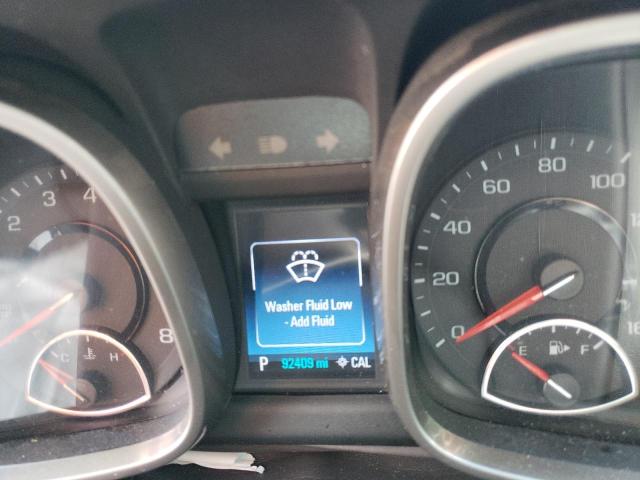 2 3 4
8
C H
Washer Fluid Low
- Add Fluid
P 92409 mi CAL
0 20 40 60 80 100
E F